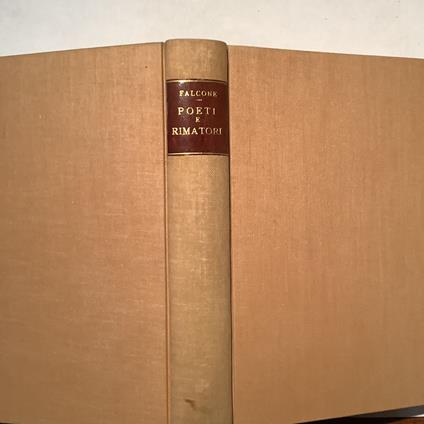 FALCONE
POETI
E
RIMATORI